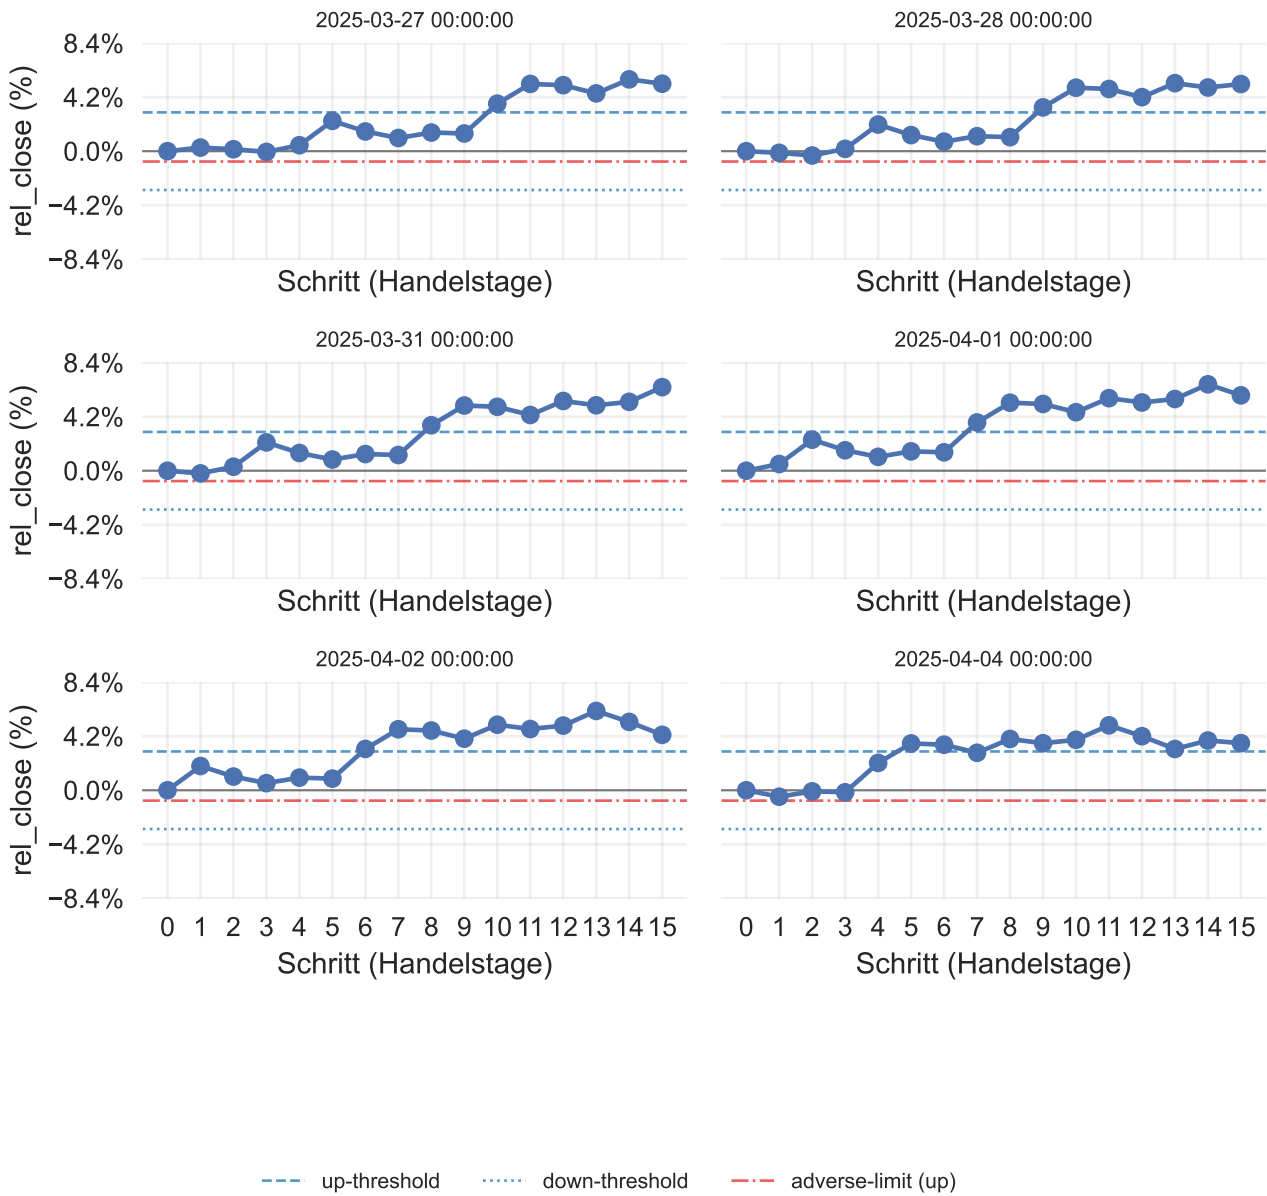 2025-03-27 00:00:00
2025-03-28 00:00:00
8.4%
4.2%
0.0%
−4.2%
−8.4%
rel_close (%)
Schritt (Handelstage)
Schritt (Handelstage)
2025-03-31 00:00:00
2025-04-01 00:00:00
8.4%
4.2%
0.0%
−4.2%
−8.4%
rel_close (%)
Schritt (Handelstage)
Schritt (Handelstage)
2025-04-02 00:00:00
2025-04-04 00:00:00
8.4%
4.2%
0.0%
−4.2%
−8.4%
rel_close (%)
0 1 2 3 4 5 6 7 8 9 10 11 12 13 14 15
0 1 2 3 4 5 6 7 8 9 10 11 12 13 14 15
Schritt (Handelstage)
Schritt (Handelstage)
up-threshold down-threshold adverse-limit (up)